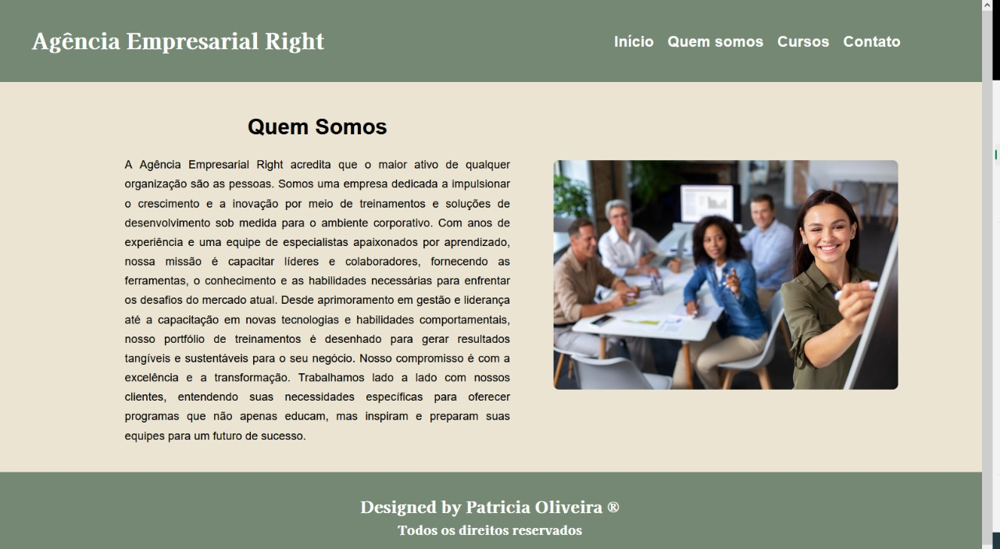 Agência Empresarial Right
Início Quem somos Cursos Contato
Quem Somos
A Agência Empresarial Right acredita que o maior ativo de qualquer
organização são as pessoas. Somos uma empresa dedicada a impulsionar
o crescimento e a inovação por meio de treinamentos e soluções de
desenvolvimento sob medida para o ambiente corporativo. Com anos de
experiência e uma equipe de especialistas apaixonados por aprendizado,
nossa missão é capacitar líderes e colaboradores, fornecendo as
ferramentas, o conhecimento e as habilidades necessárias para enfrentar
os desafios do mercado atual. Desde aprimoramento em gestão e liderança
até a capacitação em novas tecnologias e habilidades comportamentais,
nosso portfólio de treinamentos é desenhado para gerar resultados
tangíveis e sustentáveis para o seu negócio. Nosso compromisso é com a
excelência e a transformação. Trabalhamos lado a lado com nossos
clientes, entendendo suas necessidades específicas para oferecer
programas que não apenas educam, mas inspiram e preparam suas
equipes para um futuro de sucesso.
Designed by Patricia Oliveira ®
Todos os direitos reservados